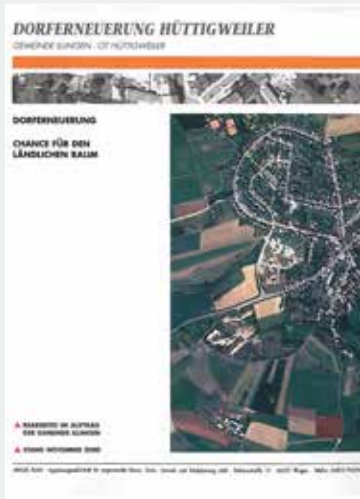 DORFERNEUERUNG HÜTTIGWEILER
GEMEINDE ILLINGEN - OT HÜTTIGWEILER
DORFERNEUERUNG
CHANCE FÜR DEN
LÄNDLICHEN RAUM
BEARBEITET IM AUFTRAG
DER GEMEINDE ILLINGEN
STAND NOVEMBER